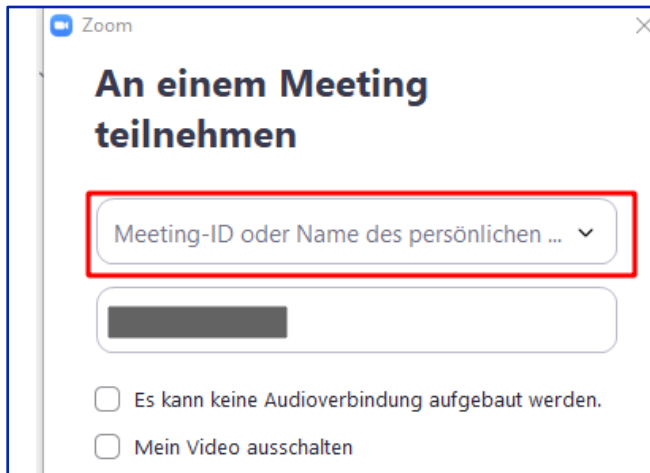 Zoom
An einem Meeting
teilnehmen
Meeting-ID oder Name des persönlichen ...
Es kann keine Audioverbindung aufgebaut werden.
Mein Video ausschalten